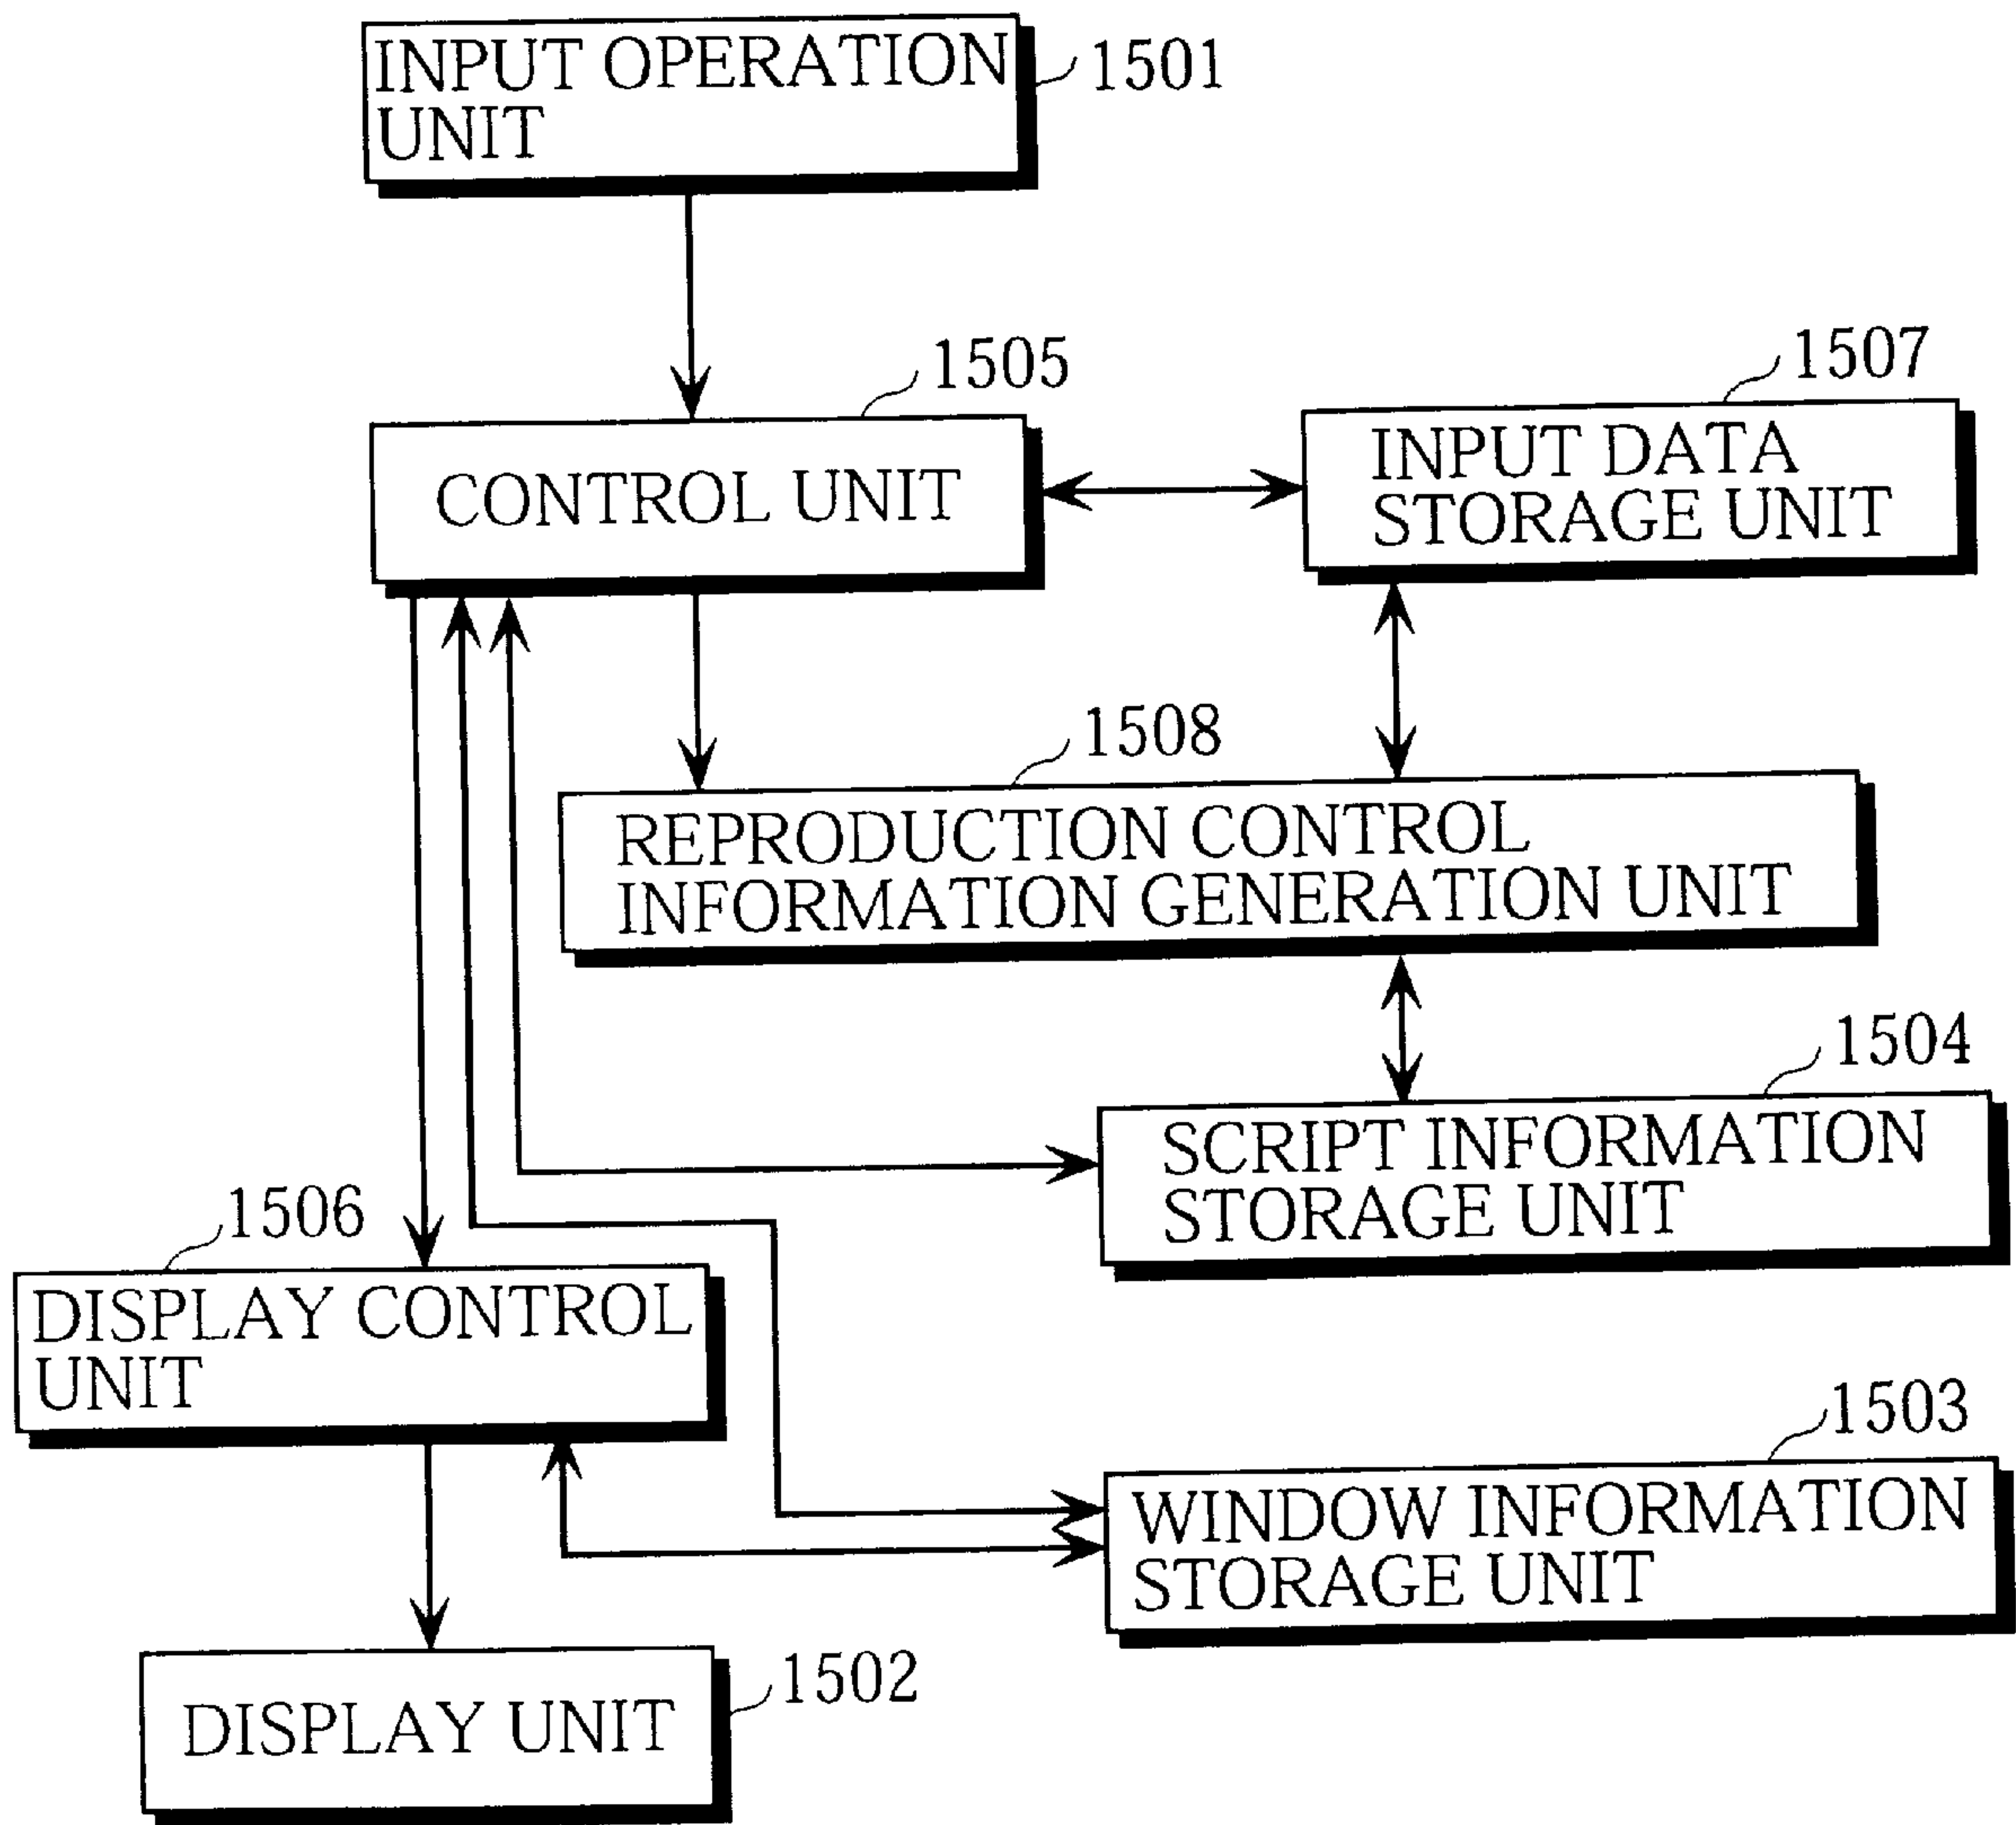 INPUT OPERATION
UNIT
1501
1505
CONTROL UNIT
1507
INPUT DATA
STORAGE UNIT
1508
REPRODUCTION CONTROL
INFORMATION GENERATION UNIT
1504
SCRIPT INFORMATION
STORAGE UNIT
1506
DISPLAY CONTROL
UNIT
1503
WINDOW INFORMATION
STORAGE UNIT
1502
DISPLAY UNIT